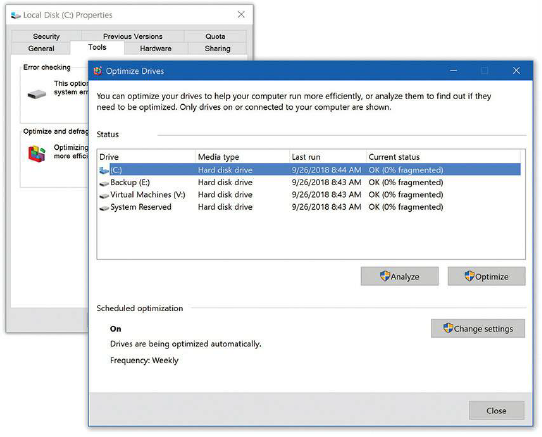 Local Disk (C:) Properties
Security Previous Versions Quota
General Tools Hardware Sharing
Error checking
This optio
system err
Optimize and defrag
Optimizing
more effici
Optimize Drives
You can optimize your drives to help your computer run more efficiently, or analyze them to find out if they
need to be optimized. Only drives on or connected to your computer are shown.
Status
Drive Media type Last run Current status
(C:) Hard disk drive 9/26/2018 8:44 AM OK (0% fragmented)
Backup (E:) Hard disk drive 9/26/2018 8:43 AM OK (0% fragmented)
Virtual Machines (V:) Hard disk drive 9/26/2018 8:43 AM OK (0% fragmented)
System Reserved Hard disk drive 9/26/2018 8:43 AM OK (0% fragmented)
Analyze Optimize
Scheduled optimization
On Change settings
Drives are being optimized automatically.
Frequency: Weekly
Close